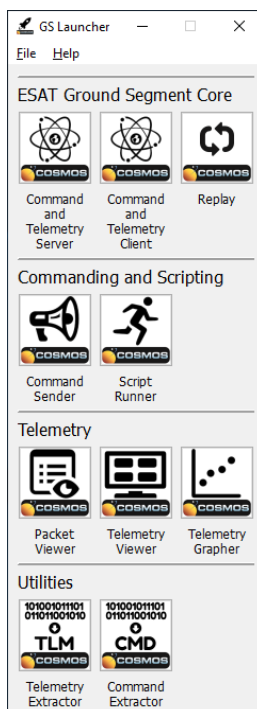 GS Launcher
File Help
ESAT Ground Segment Core
COSMOS COSMOS COSMOS
Command and Telemetry Server
Command and Telemetry Client
Replay
Commanding and Scripting
COSMOS COSMOS
Command Sender
Script Runner
Telemetry
COSMOS COSMOS COSMOS
Packet Viewer
Telemetry Viewer
Telemetry Grapher
Utilities
101001011101 101001011101
011011001010 011011001010
TLM CMD
COSMOS COSMOS
Telemetry Extractor
Command Extractor